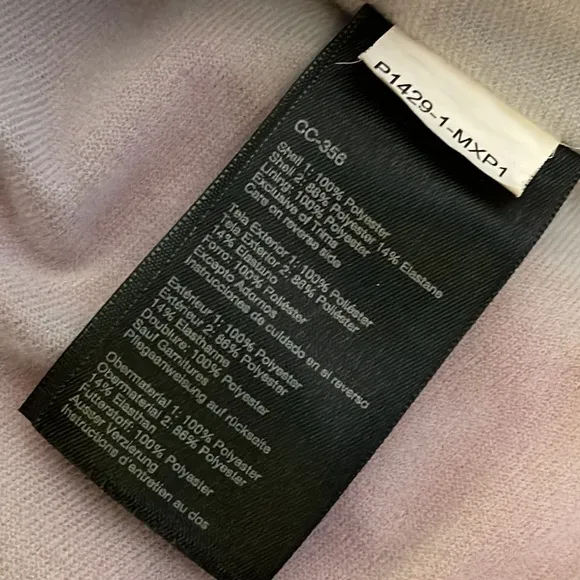 P1429-1-MXP1
CC-356
Shell 1: 100% Polyester
Shell 2: 86% Polyester 14% Elastane
Lining: 100% Polyester
Exclusive of Trims
Care on reverse side
Tela Exterior 1: 100% Poliéster
Tela Exterior 2: 86% Poliéster
14% Elastano
Forro: 100% Poliéster
Excepto Adornos
Instrucciones de cuidado en si reverso
Extérieur 1: 100% Polyester
Extérieur 2: 86% Polyester
14% Elasthanne
Doublure: 100% Polyester
Sauf Garnitures
Pflegeanweisung auf rückseite
Obermaterial 1: 100% Polyester
Obermaterial 2: 86% Polyester
14% Elasthan
Futterstoff: 100% Polyester
Ausser Verzierung
Instructions d'entretien au dos